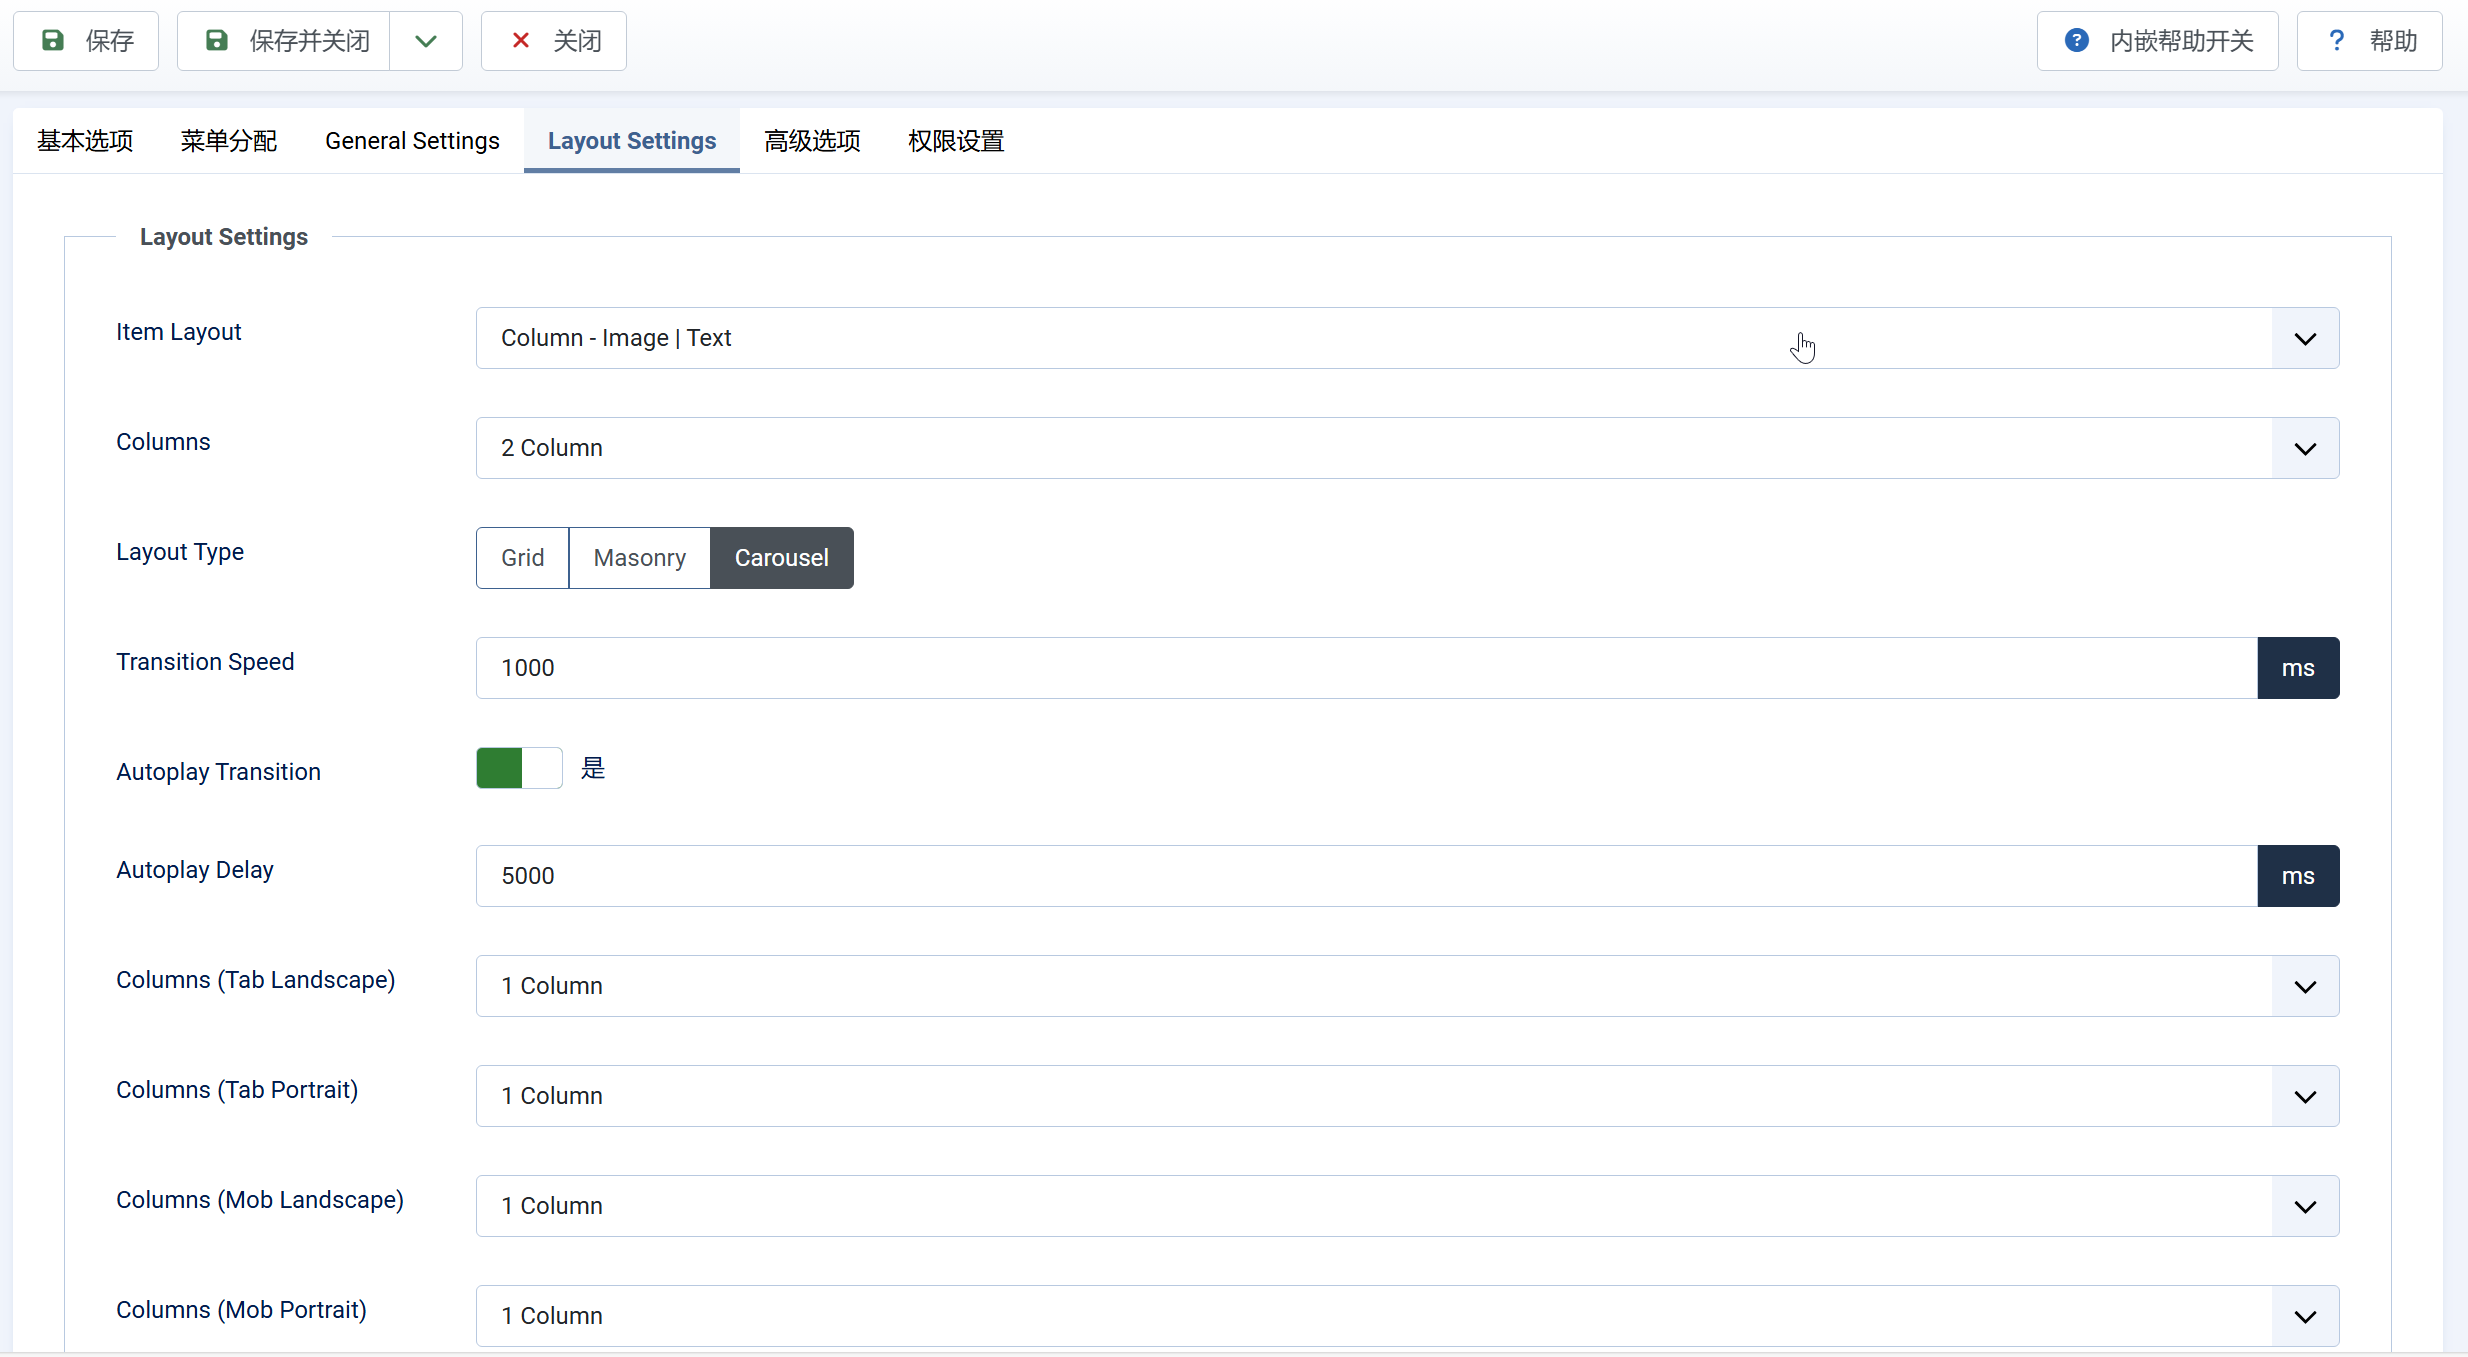 保存 保存并关闭 关闭 内嵌帮助开关 ? 帮助
基本选项 菜单分配 General Settings Layout Settings 高级选项 权限设置
Layout Settings
Item Layout Column - Image | Text
Columns 2 Column
Layout Type Grid Masonry Carousel
Transition Speed 1000 ms
Autoplay Transition 是
Autoplay Delay 5000 ms
Columns (Tab Landscape) 1 Column
Columns (Tab Portrait) 1 Column
Columns (Mob Landscape) 1 Column
Columns (Mob Portrait) 1 Column